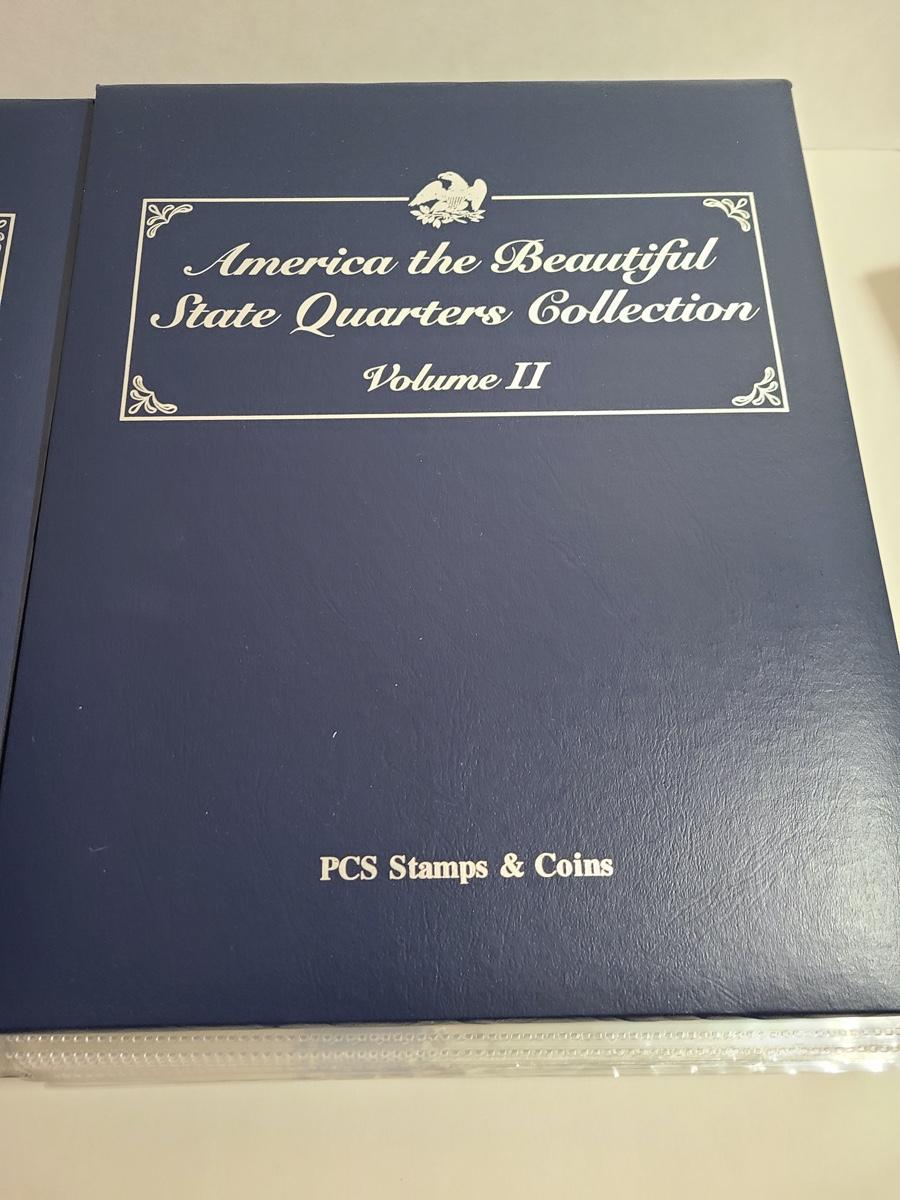 America the Beautiful
State Quarters Collection
Volume II
PCS Stamps & Coins